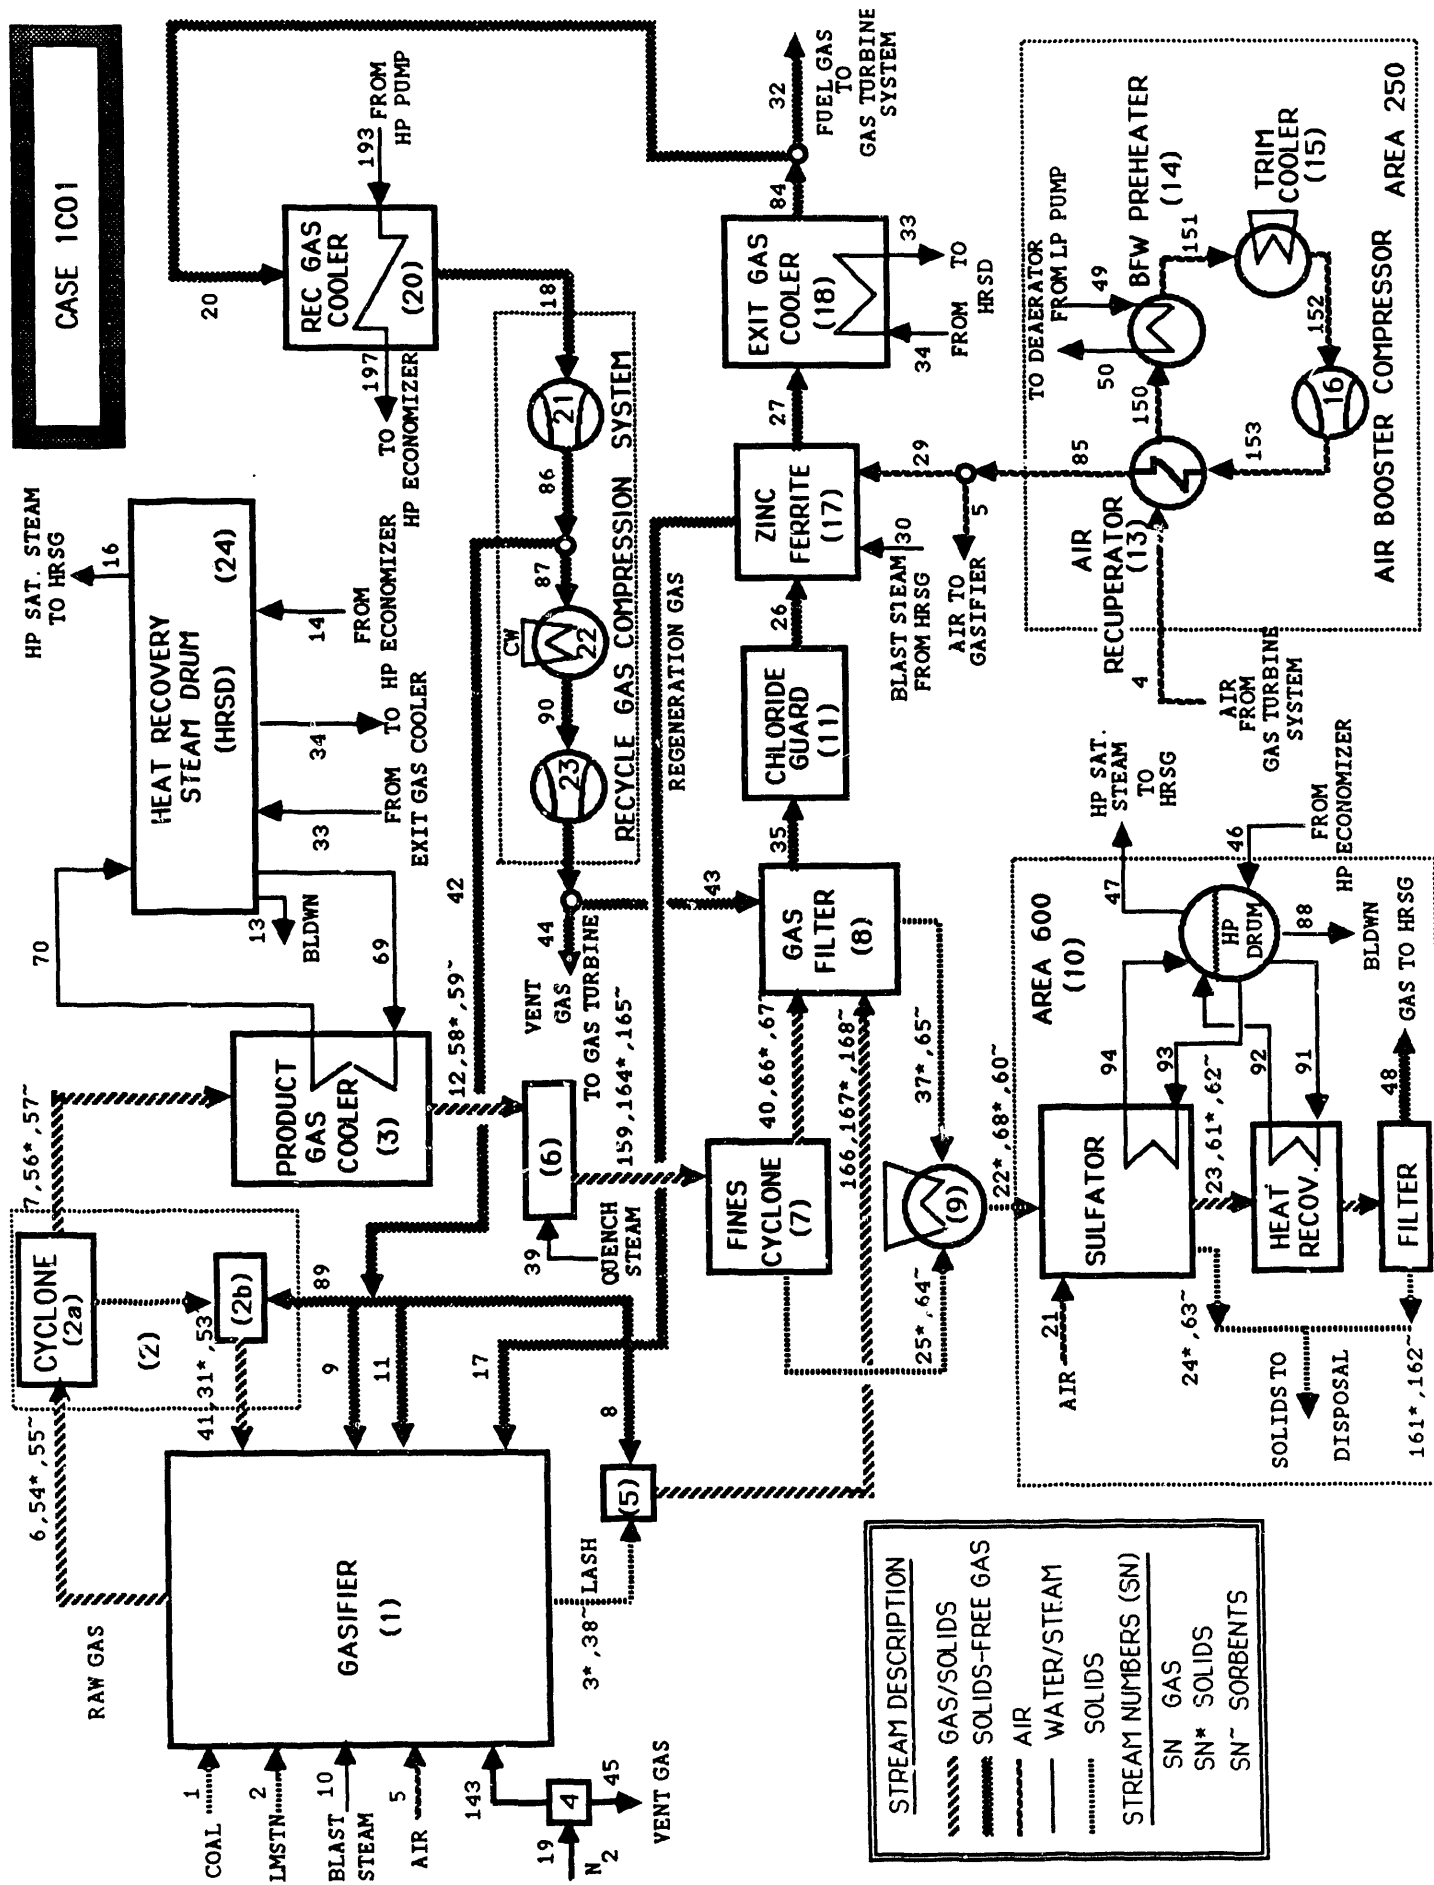 CASE 1C01
RAW GAS
6,54*,55~
CYCLONE
(2a)
(2)
(2b)
41,31*,53
7,56*,57~
PRODUCT
GAS
COOLER
(3)
70
69
13
BLDWN
HEAT RECOVERY
STEAM DRUM
(HRSD)
(24)
33
FROM
EXIT GAS COOLER
34
TO HP ECONOMIZER
14
FROM
HP ECONOMIZER
16
HP SAT. STEAM
TO HRSG
20
REC GAS
COOLER
(20)
193
FROM
HP PUMP
197
TO
HP ECONOMIZER
18
COAL
1
LMSTN
2
BLAST
STEAM
10
AIR
5
143
19
N2
4
45
VENT GAS
GASIFIER
(1)
3*,38~
LASH
(5)
8
9
11
17
89
12,58*,59~
42
39
QUENCH
STEAM
(6)
159,164*,165~
VENT
GAS
44
TO GAS TURBINE
23
90
CW
22
87
86
21
RECYCLE GAS COMPRESSION SYSTEM
REGENERATION GAS
43
FINES
CYCLONE
(7)
40,66*,67~
166,167*,168~
GAS
FILTER
(8)
35
CHLORIDE
GUARD
(11)
26
ZINC
FERRITE
(17)
27
EXIT GAS
COOLER
(18)
84
32
FUEL GAS
TO
GAS TURBINE
SYSTEM
34
FROM
33
TO
HRSD
BLAST STEAM
FROM HRSG
30
29
5
AIR TO
GASIFIER
85
25*,64~
(9)
37*,65~
22*,68*,60~
AIR
RECUPERATOR
(13)
4
AIR
FROM
GAS TURBINE
SYSTEM
150
TO DEAERATOR
50
FROM LP PUMP
49
BFW PREHEATER
(14)
151
TRIM
COOLER
(15)
152
16
153
AIR BOOSTER COMPRESSOR
AREA 250
AREA 600
(10)
AIR
21
SULFATOR
94
93
23,61*,62~
24*,63~
HEAT
RECOV.
92
91
FILTER
48
GAS TO HRSG
HP
DRUM
47
HP SAT.
STEAM
TO
HRSG
46
FROM
HP ECONOMIZER
88
BLDWN
SOLIDS TO
DISPOSAL
161*,162~
STREAM DESCRIPTION
GAS/SOLIDS
SOLIDS-FREE GAS
AIR
WATER/STEAM
SOLIDS
STREAM NUMBERS (SN)
SN GAS
SN* SOLIDS
SN~ SORBENTS